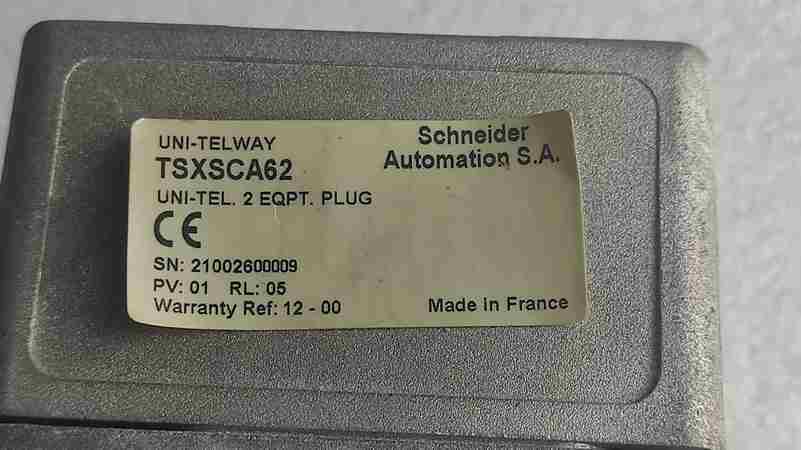 UNI-TELWAY
TSXSCA62
Schneider
Automation S.A.
UNI-TEL. 2 EQPT. PLUG
CE
SN: 21002600009
PV: 01 RL: 05
Warranty Ref: 12 - 00
Made in France